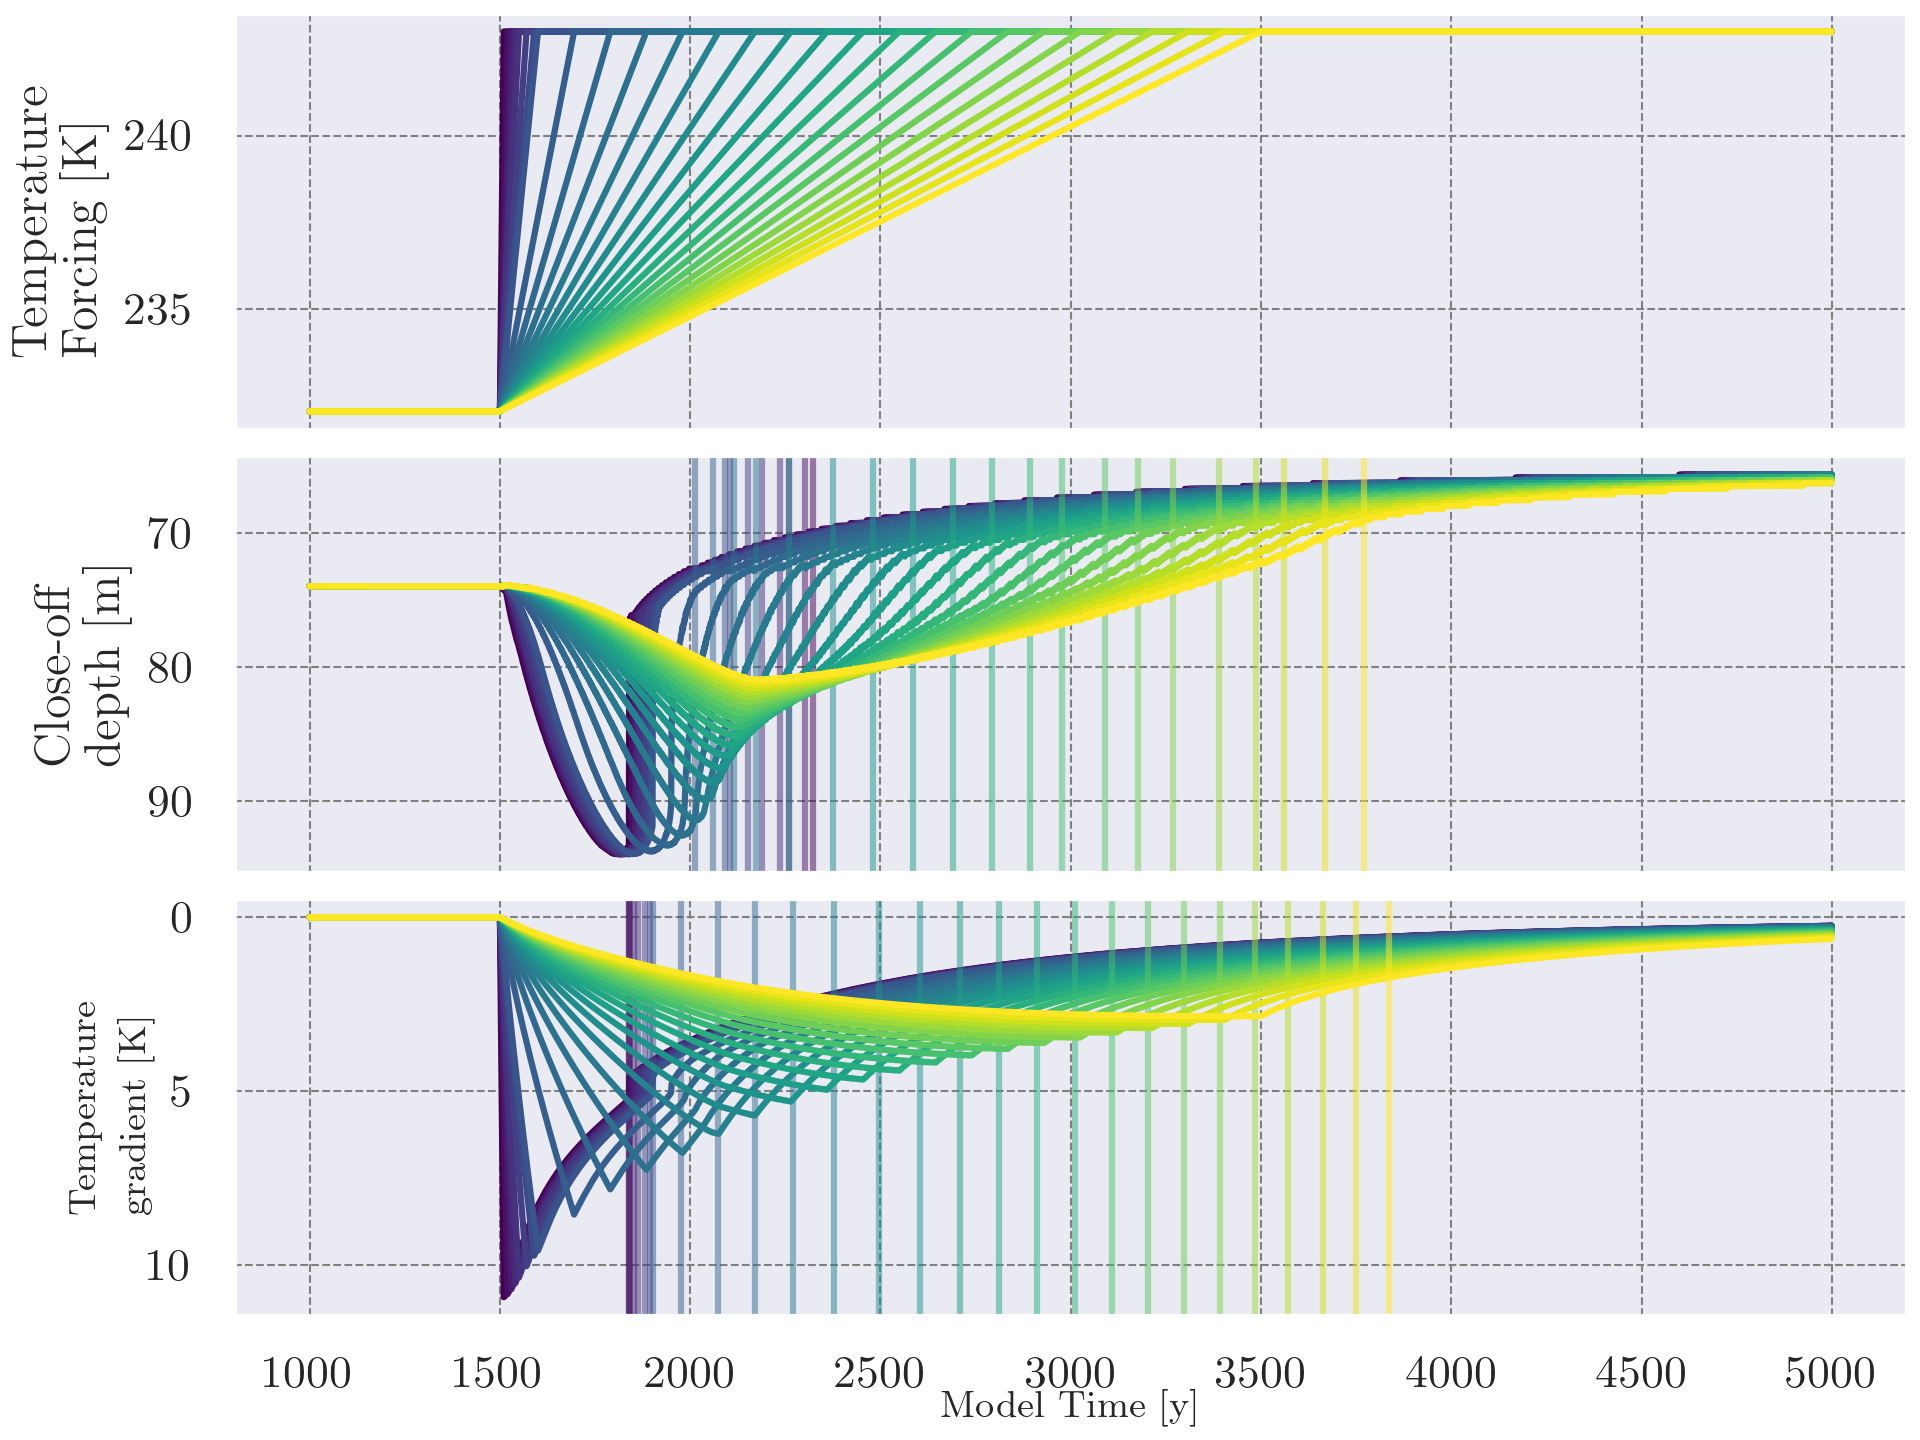 Temperature
Forcing [K]
240
235
Close-off
depth [m]
70
80
90
Temperature
gradient [K]
0
5
10
1000 1500 2000 2500 3000 3500 4000 4500 5000
Model Time [y]